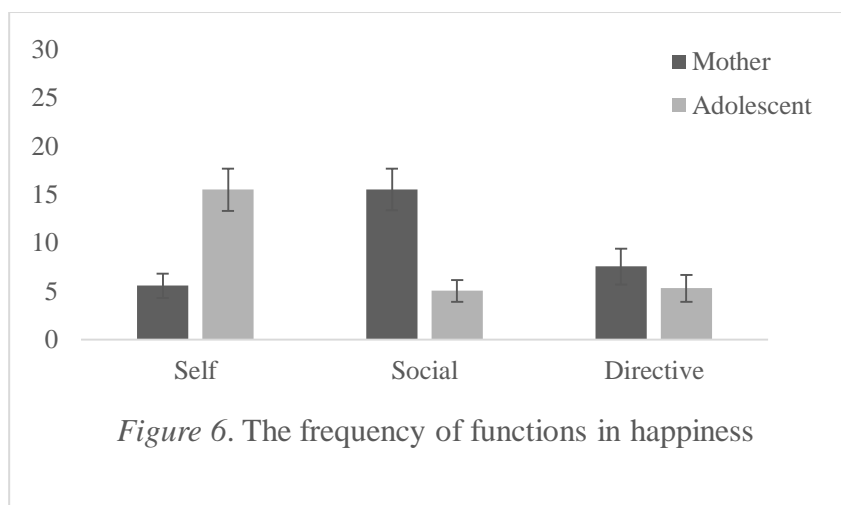 30
25
20
15
10
5
0
Mother
Adolescent
Self Social Directive
Figure 6. The frequency of functions in happiness